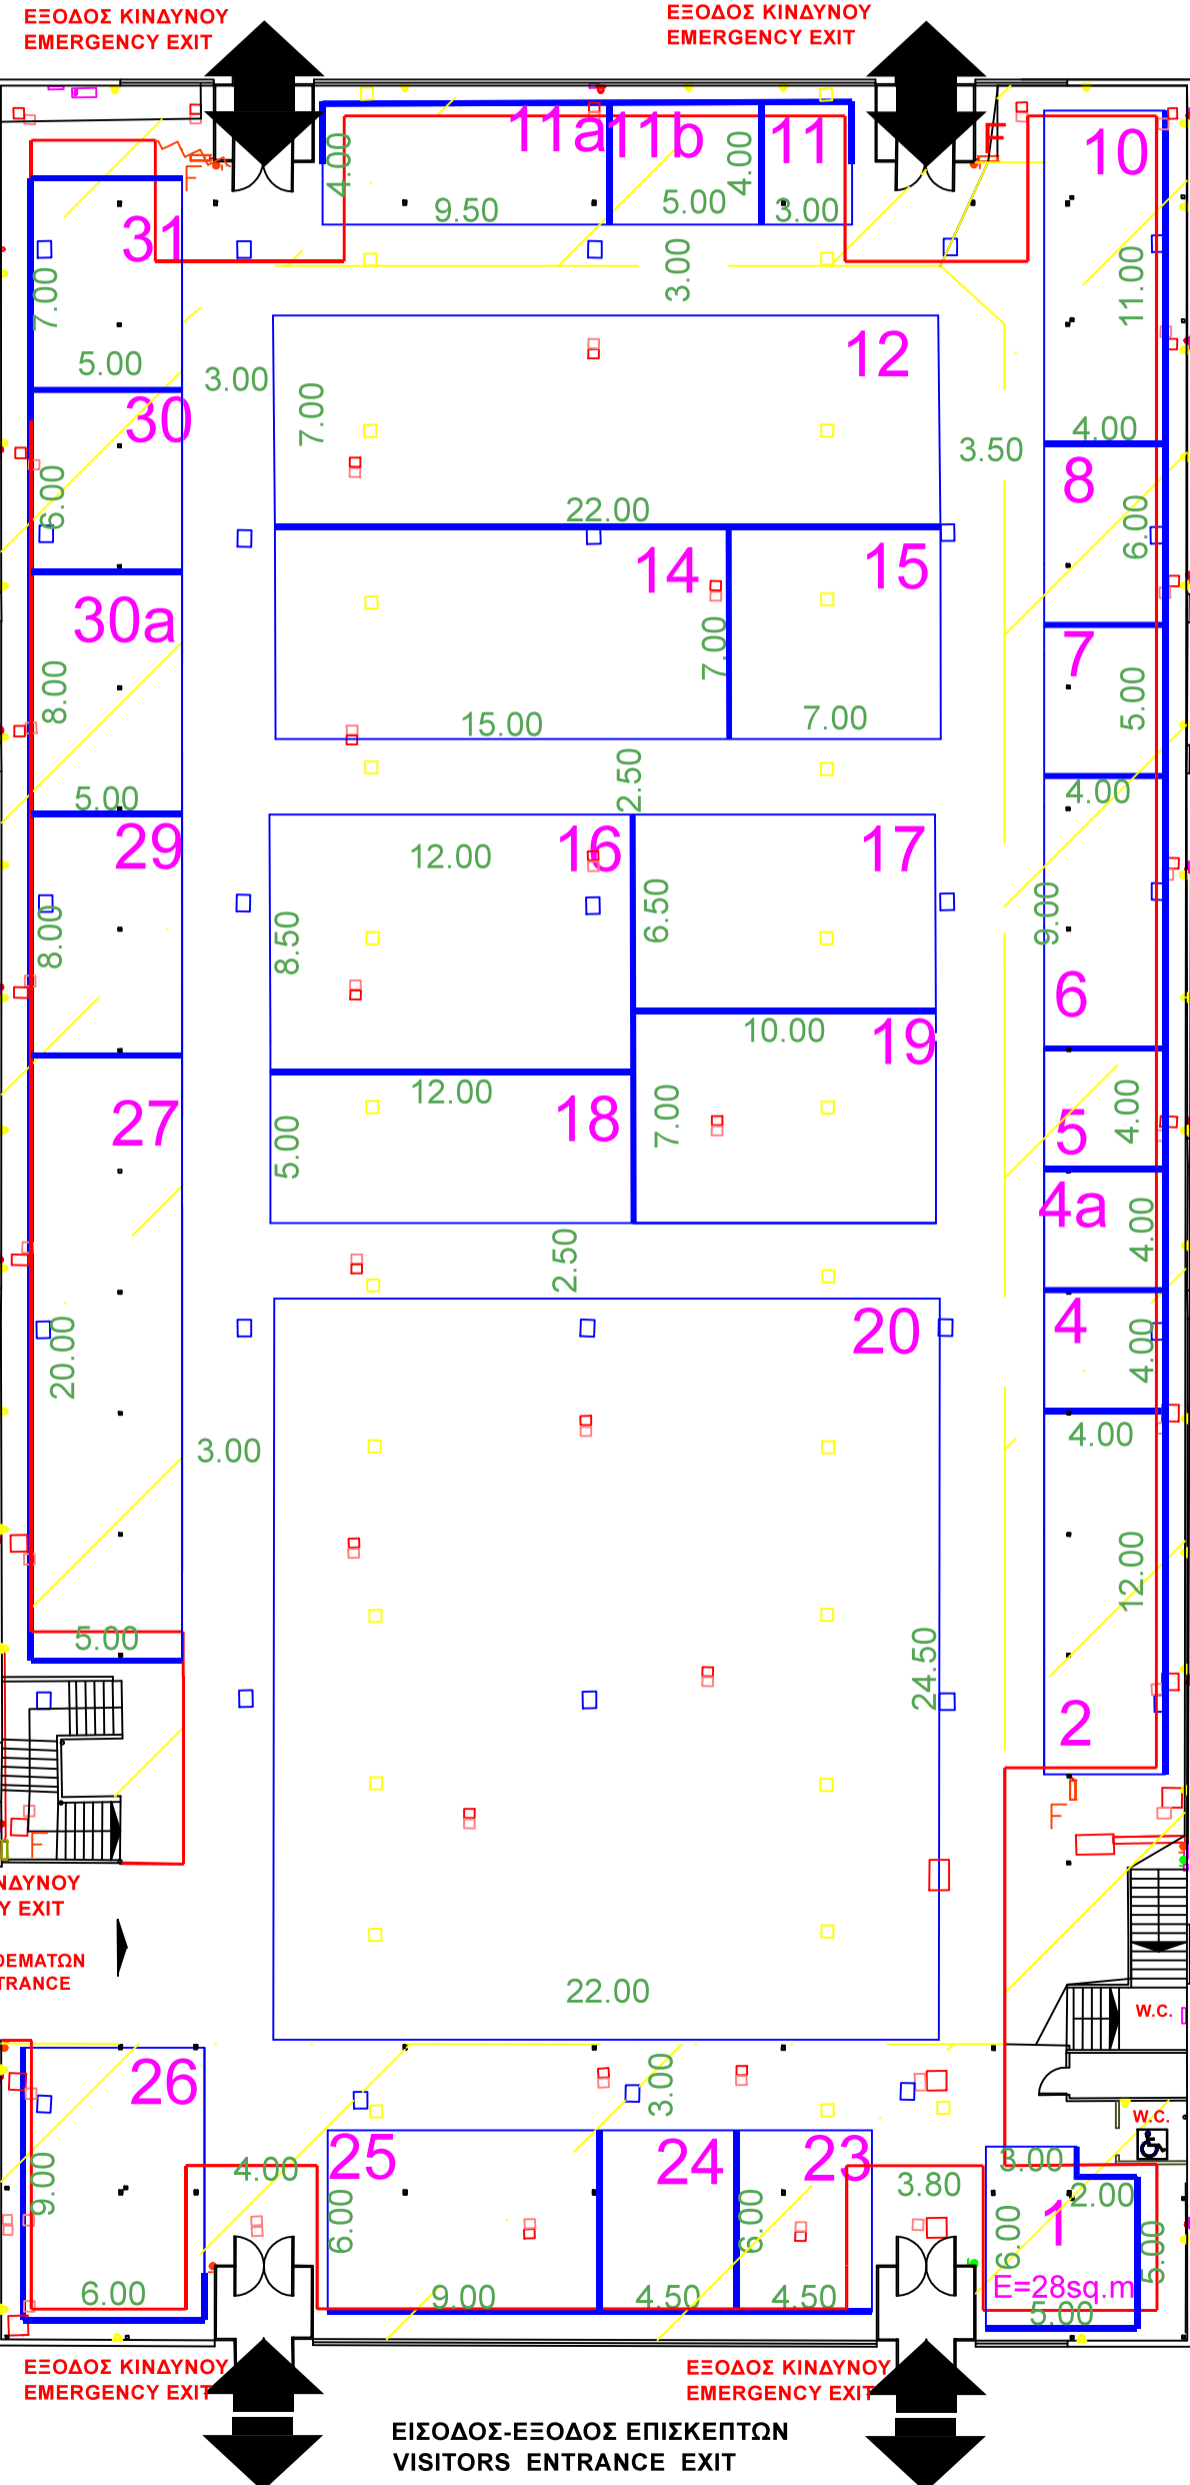 ΕΞΟΔΟΣ ΚΙΝΔΥΝΟΥ
EMERGENCY EXIT
ΕΞΟΔΟΣ ΚΙΝΔΥΝΟΥ
EMERGENCY EXIT
11a 11b 11 10
4.00 4.00
9.50 5.00 3.00
F F
31
3.00
11.00
7.00
5.00
3.00
12
7.00
22.00
3.50
4.00
30
6.00
8
6.00
14 15
7.00
15.00 7.00
30a
8.00
5.00
7
5.00
4.00
2.50
29
8.00
12.00 16 17
8.50 6.50
9.00
6
10.00 19
12.00 18
5.00 7.00
27
20.00
5.00
5
4.00
4a
4.00
4
4.00
4.00
2.50
20
3.00
24.50
22.00
12.00
2
F F
ΝΔΥΝΟΥ
Y EXIT
ΘΕΜΑΤΩΝ
TRANCE
W.C.
W.C.
26
9.00
6.00
4.00
3.00
25 24 23
6.00 6.00
9.00 4.50 4.50
3.80
3.00
2.00
1
6.00 5.00
E=28sq.m
5.00
ΕΞΟΔΟΣ ΚΙΝΔΥΝΟΥ
EMERGENCY EXIT
ΕΞΟΔΟΣ ΚΙΝΔΥΝΟΥ
EMERGENCY EXIT
ΕΙΣΟΔΟΣ-ΕΞΟΔΟΣ ΕΠΙΣΚΕΠΤΩΝ
VISITORS ENTRANCE EXIT